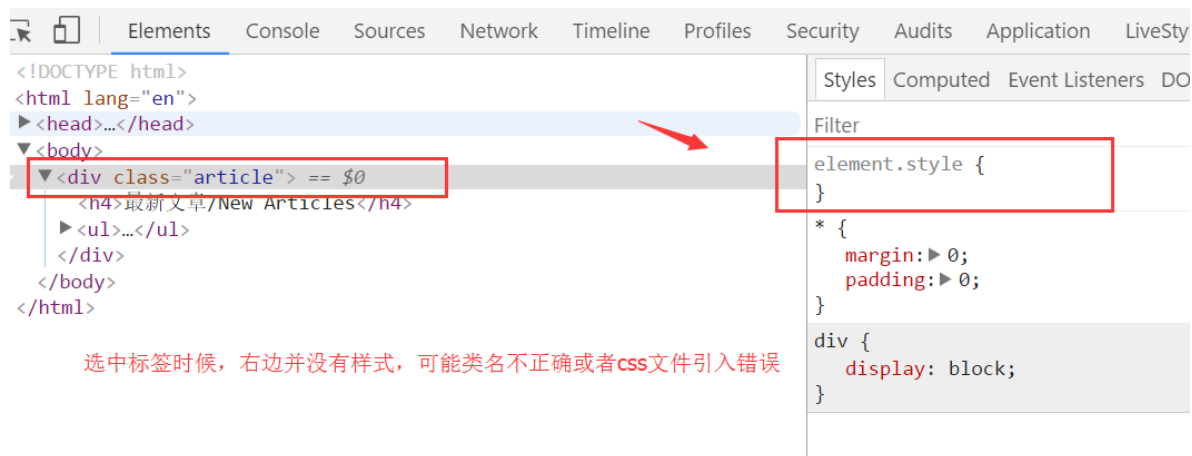 Elements Console Sources Network Timeline Profiles Security Audits Application LiveSty
<!DOCTYPE html>
<html lang="en">
<head>…</head>
<body>
<div class="article"> == $0
<h4>最新文章/New Articles</h4>
<ul>…</ul>
</div>
</body>
</html>
选中标签时候，右边并没有样式，可能类名不正确或者css文件引入错误
Styles Computed Event Listeners DO
Filter
element.style {
}
* {
margin: 0;
padding: 0;
}
div {
display: block;
}